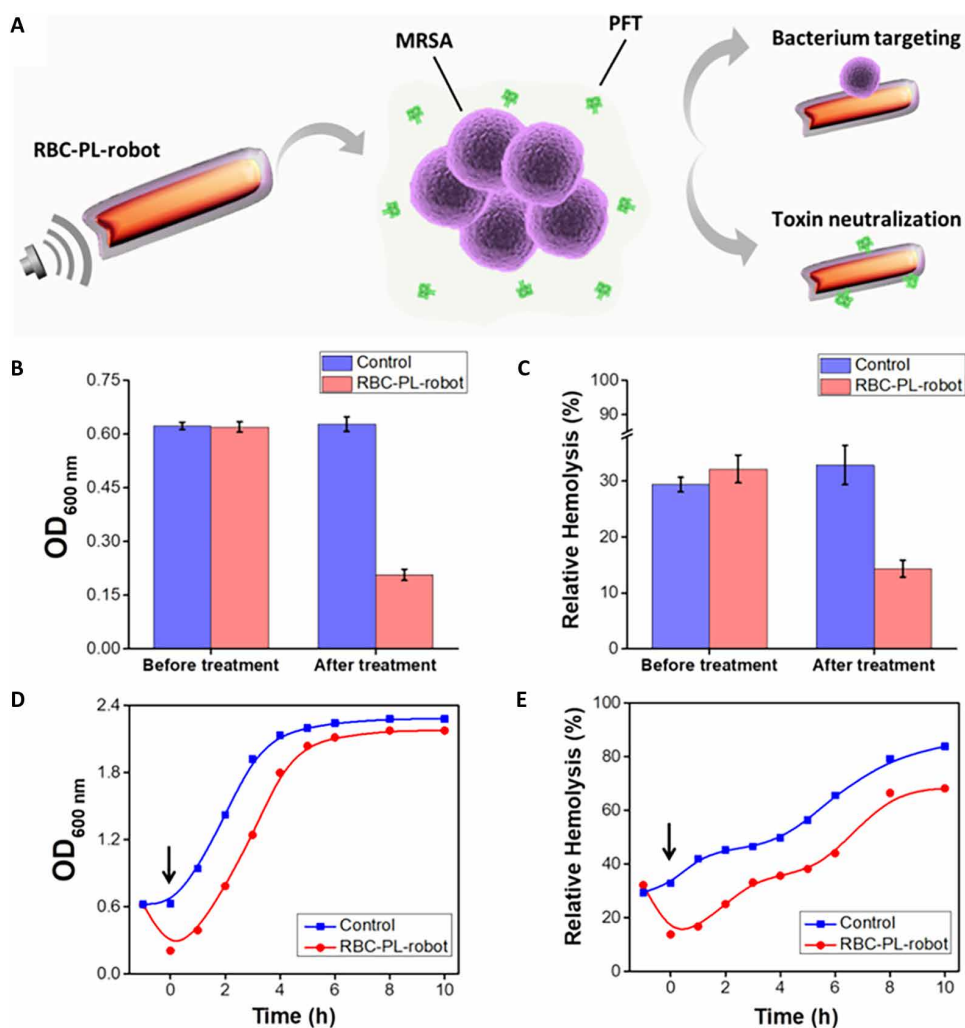 A
MRSA
PFT
Bacterium targeting
RBC-PL-robot
Toxin neutralization
B
Control
RBC-PL-robot
0.75
0.60
0.45
0.30
0.15
0.00
OD600 nm
Before treatment
After treatment
C
Control
RBC-PL-robot
100
90
30
20
10
0
Relative Hemolysis (%)
Before treatment
After treatment
D
2.4
1.8
1.2
0.6
0.0
OD600 nm
Control
RBC-PL-robot
0
2
4
6
8
10
Time (h)
E
100
80
60
40
20
0
Relative Hemolysis (%)
Control
RBC-PL-robot
0
2
4
6
8
10
Time (h)